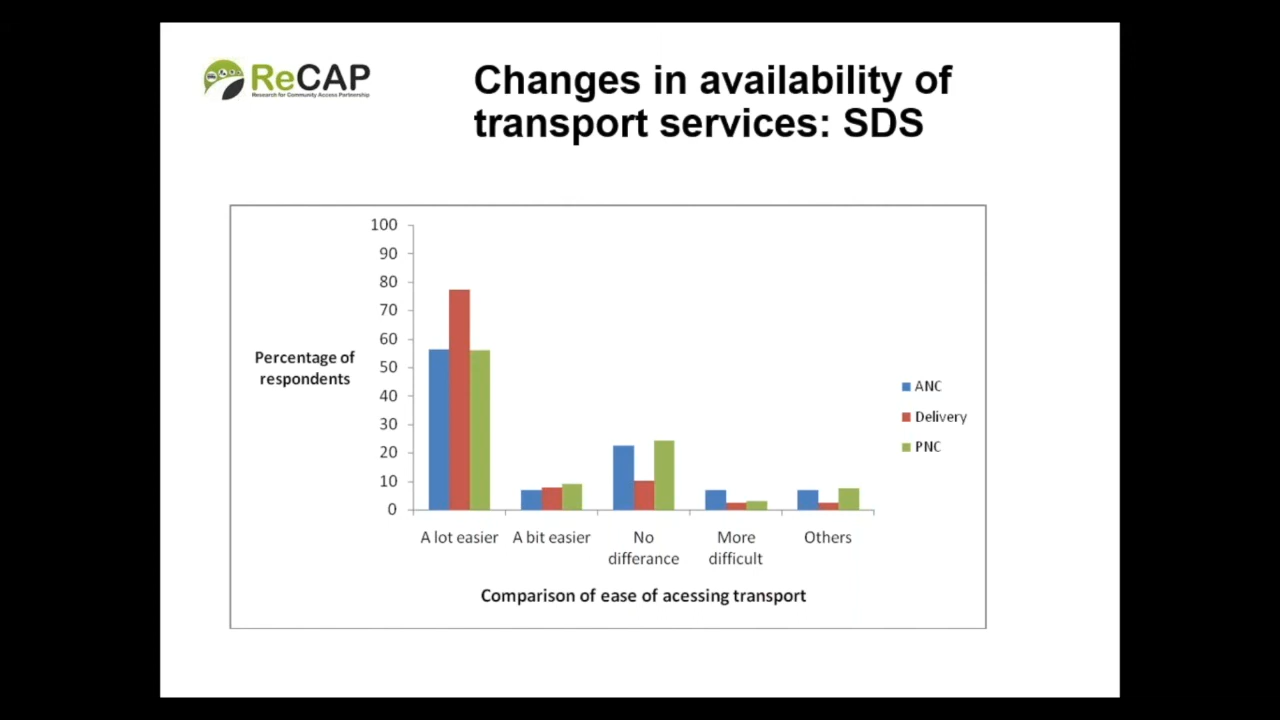 ReCAP
Research for Community Access Partnership
Changes in availability of
transport services: SDS
100
90
80
70
60
50
40
30
20
10
0
Percentage of
respondents
A lot easier
A bit easier
No
differance
More
difficult
Others
Comparison of ease of acessing transport
ANC
Delivery
PNC